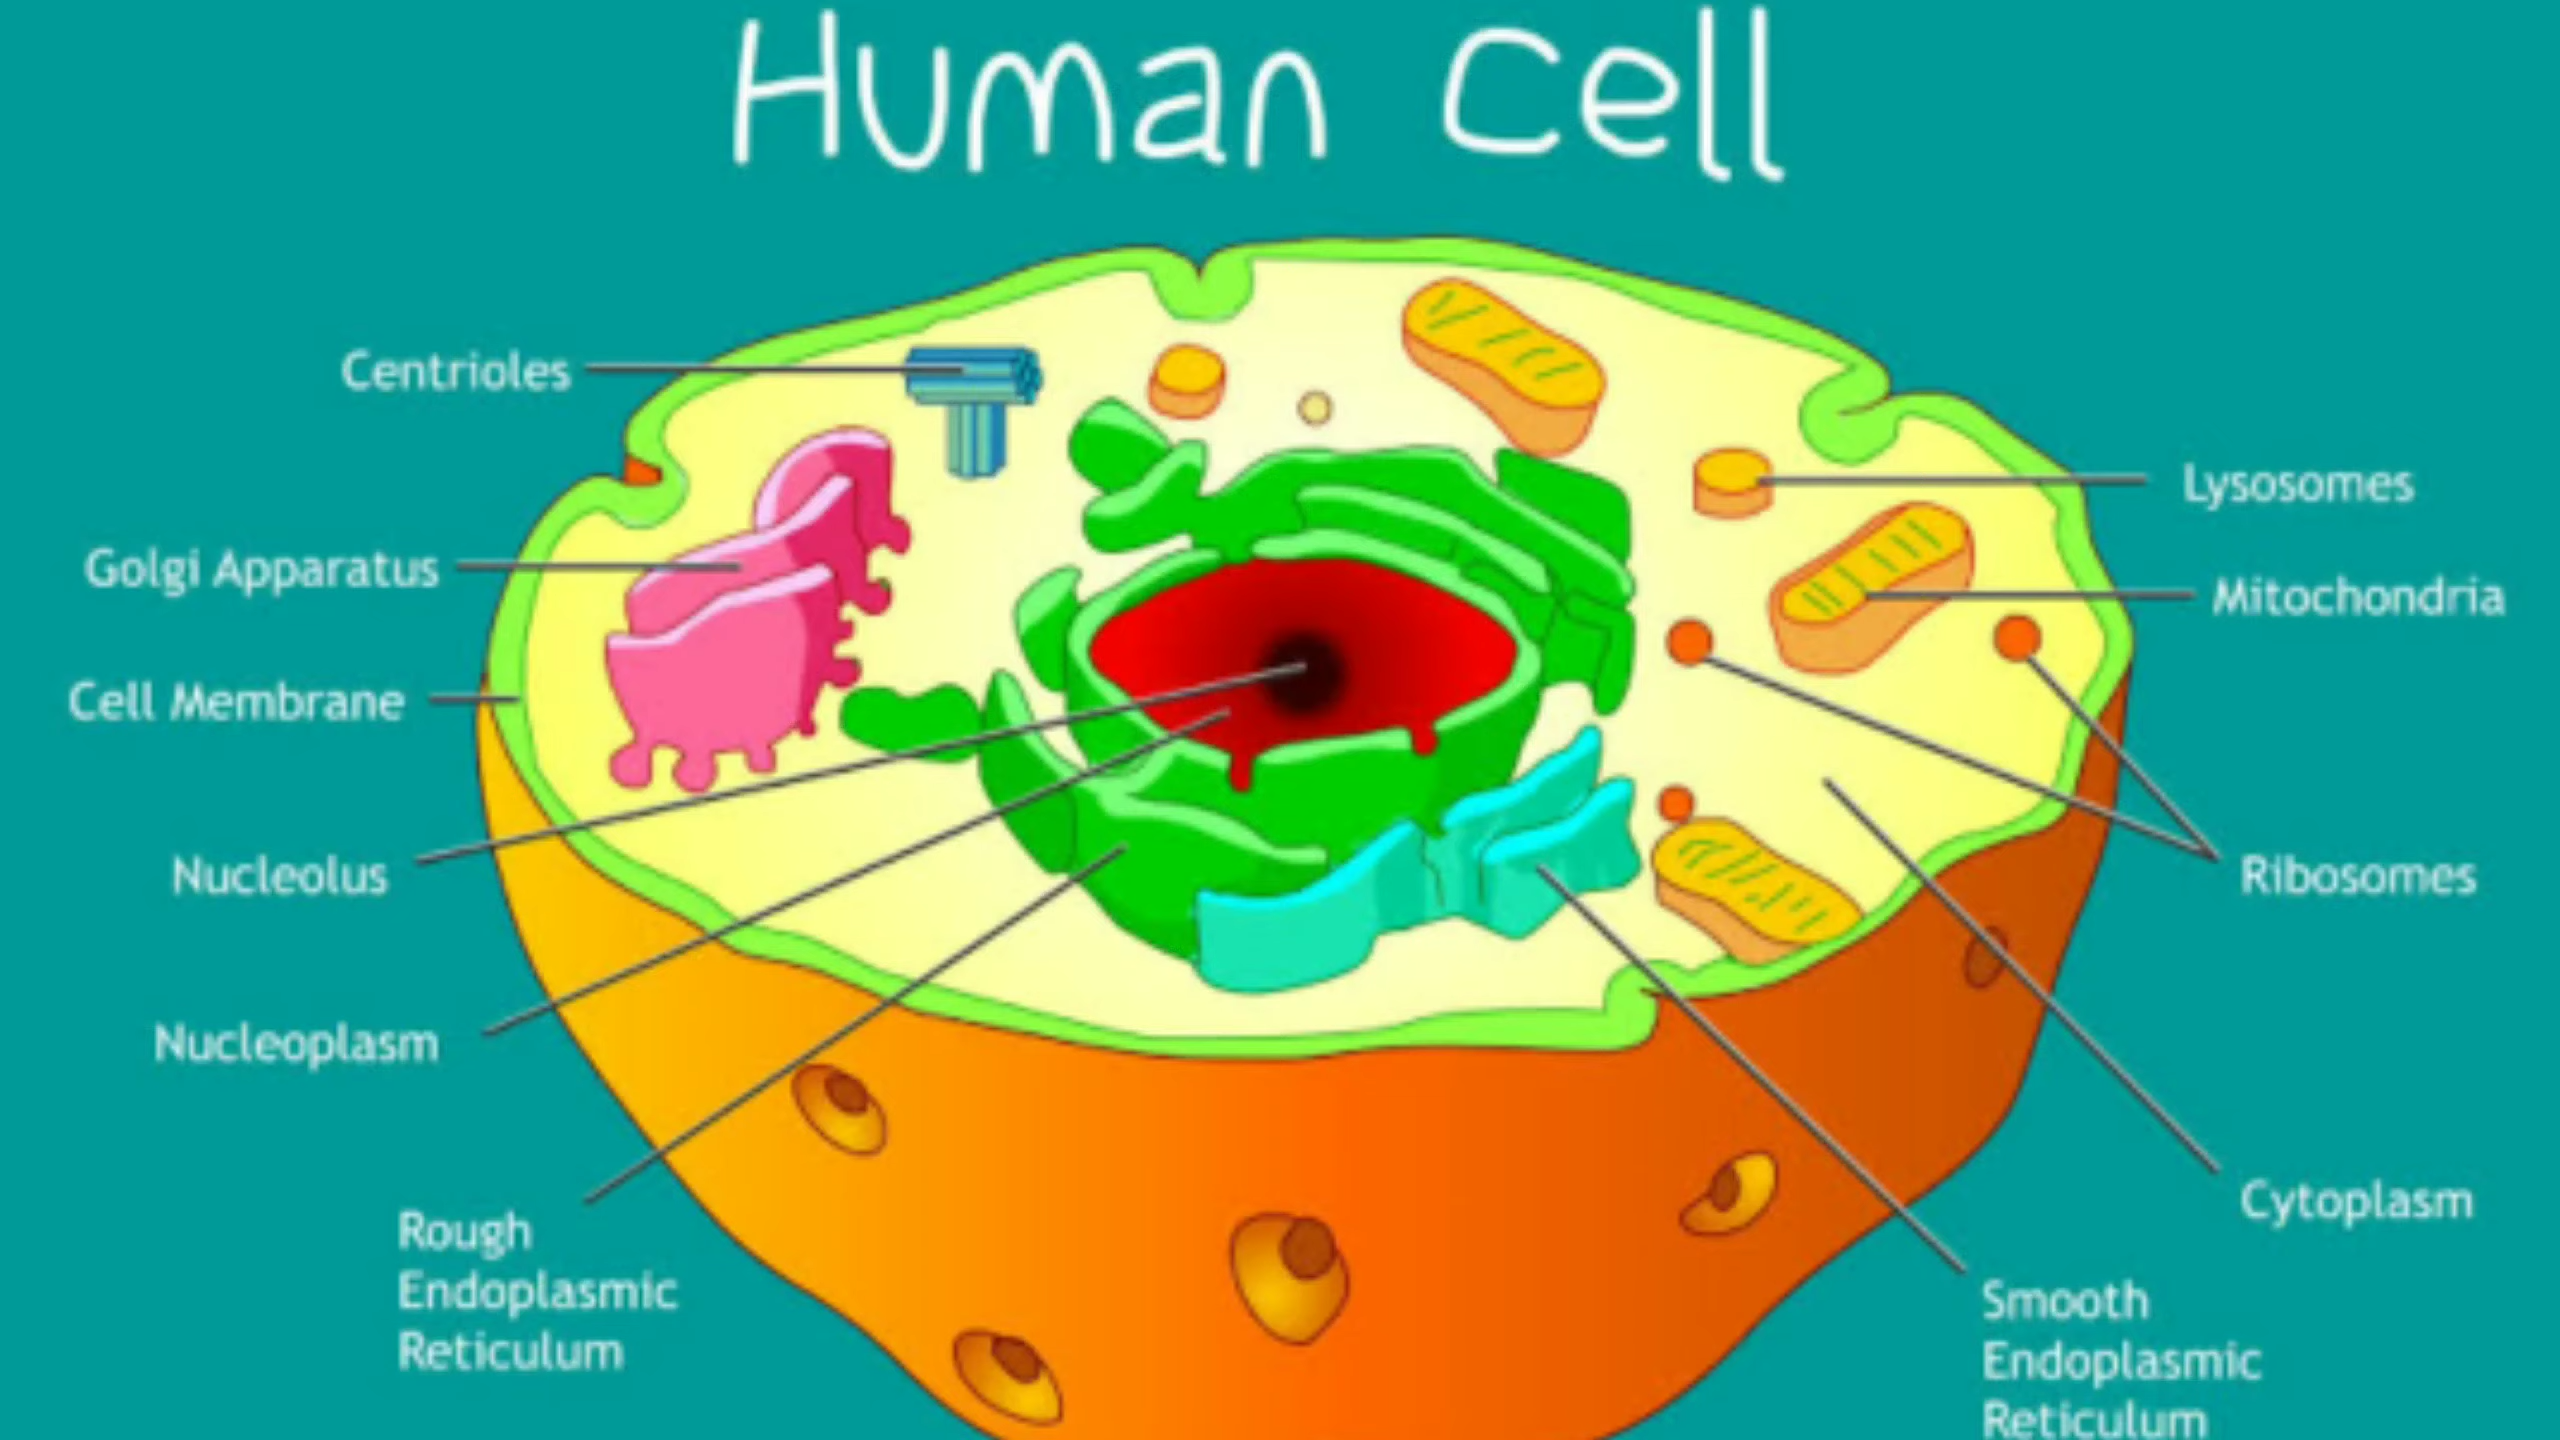 Human Cell
Centrioles
Golgi Apparatus
Cell Membrane
Nucleolus
Nucleoplasm
Rough
Endoplasmic
Reticulum
Lysosomes
Mitochondria
Ribosomes
Cytoplasm
Smooth
Endoplasmic
Reticulum